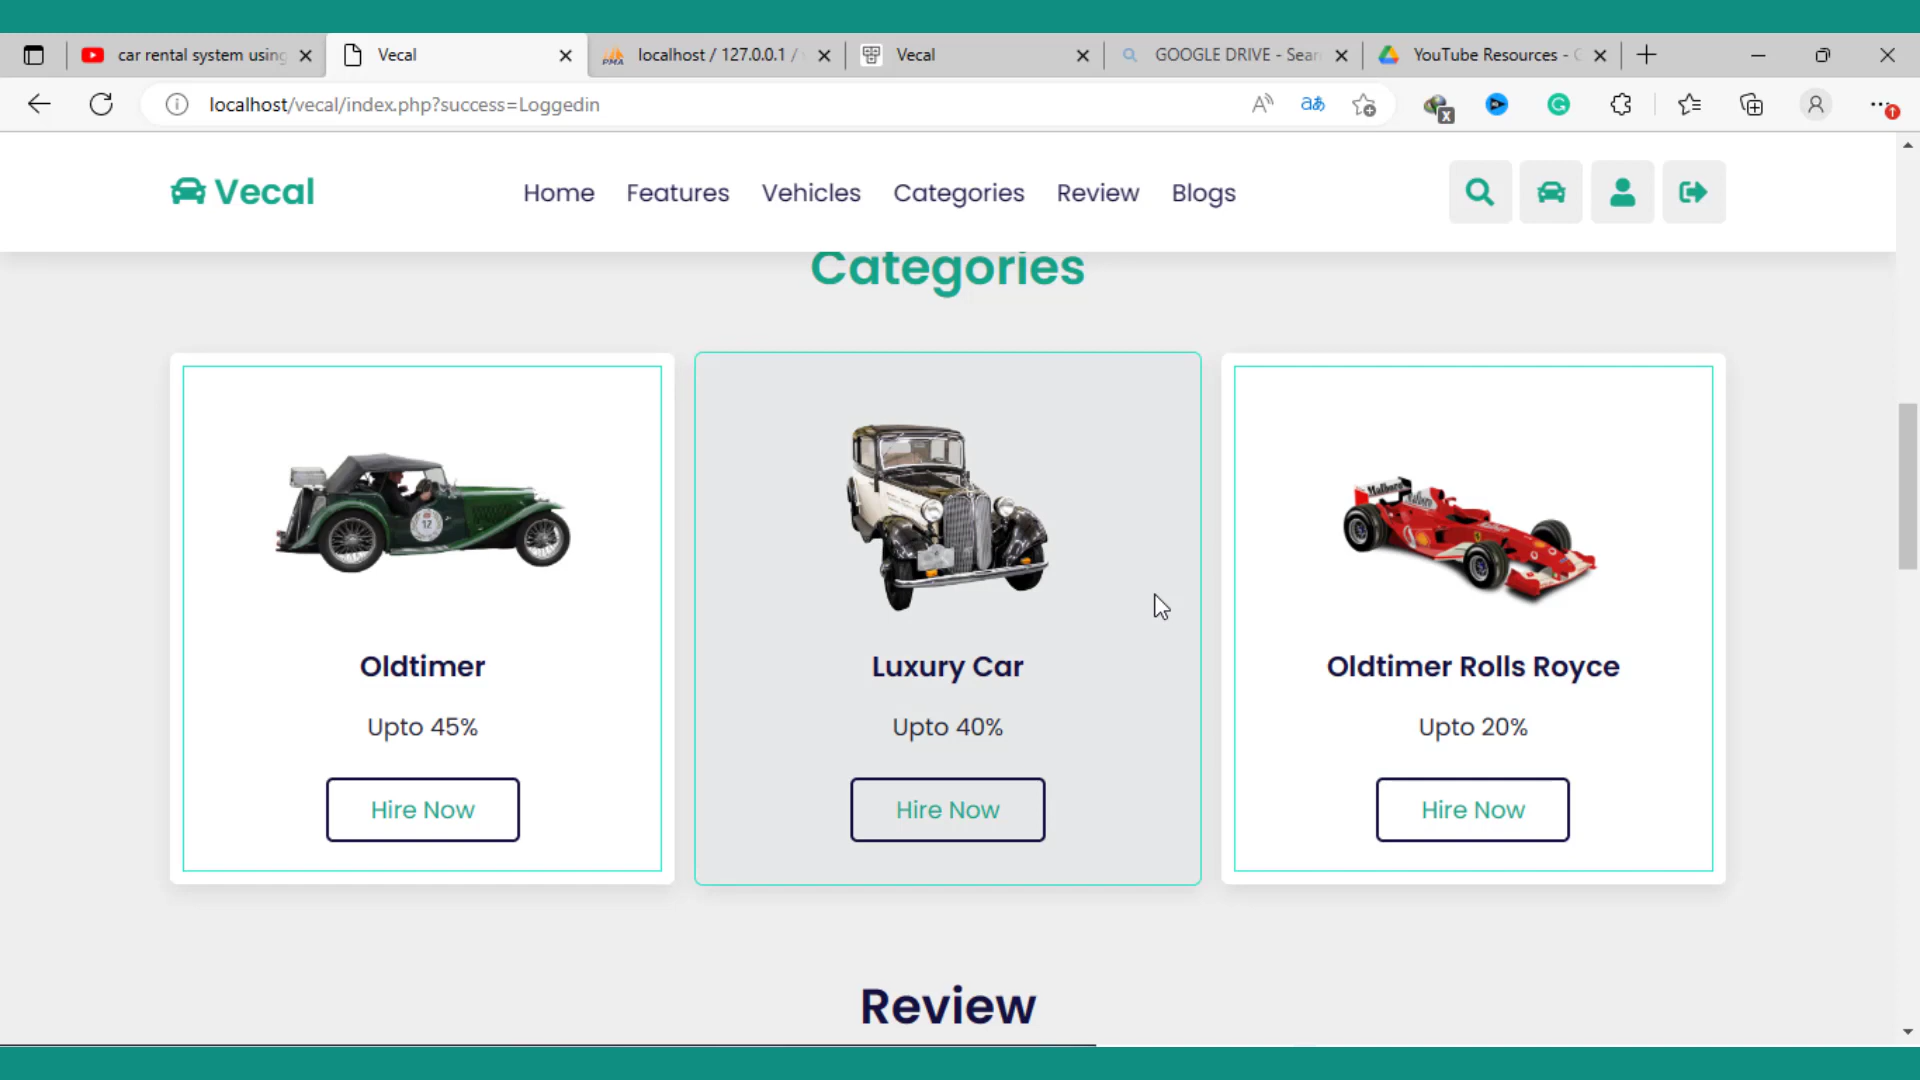 car rental system using
Vecal
localhost / 127.0.0.1 /
Vecal
GOOGLE DRIVE - Sear
YouTube Resources -
localhost/vecal/index.php?success=Loggedin
Vecal
Home
Features
Vehicles
Categories
Review
Blogs
Categories
Malboro
12
Oldtimer
Luxury Car
Oldtimer Rolls Royce
Upto 45%
Upto 40%
Upto 20%
Hire Now
Hire Now
Hire Now
Review